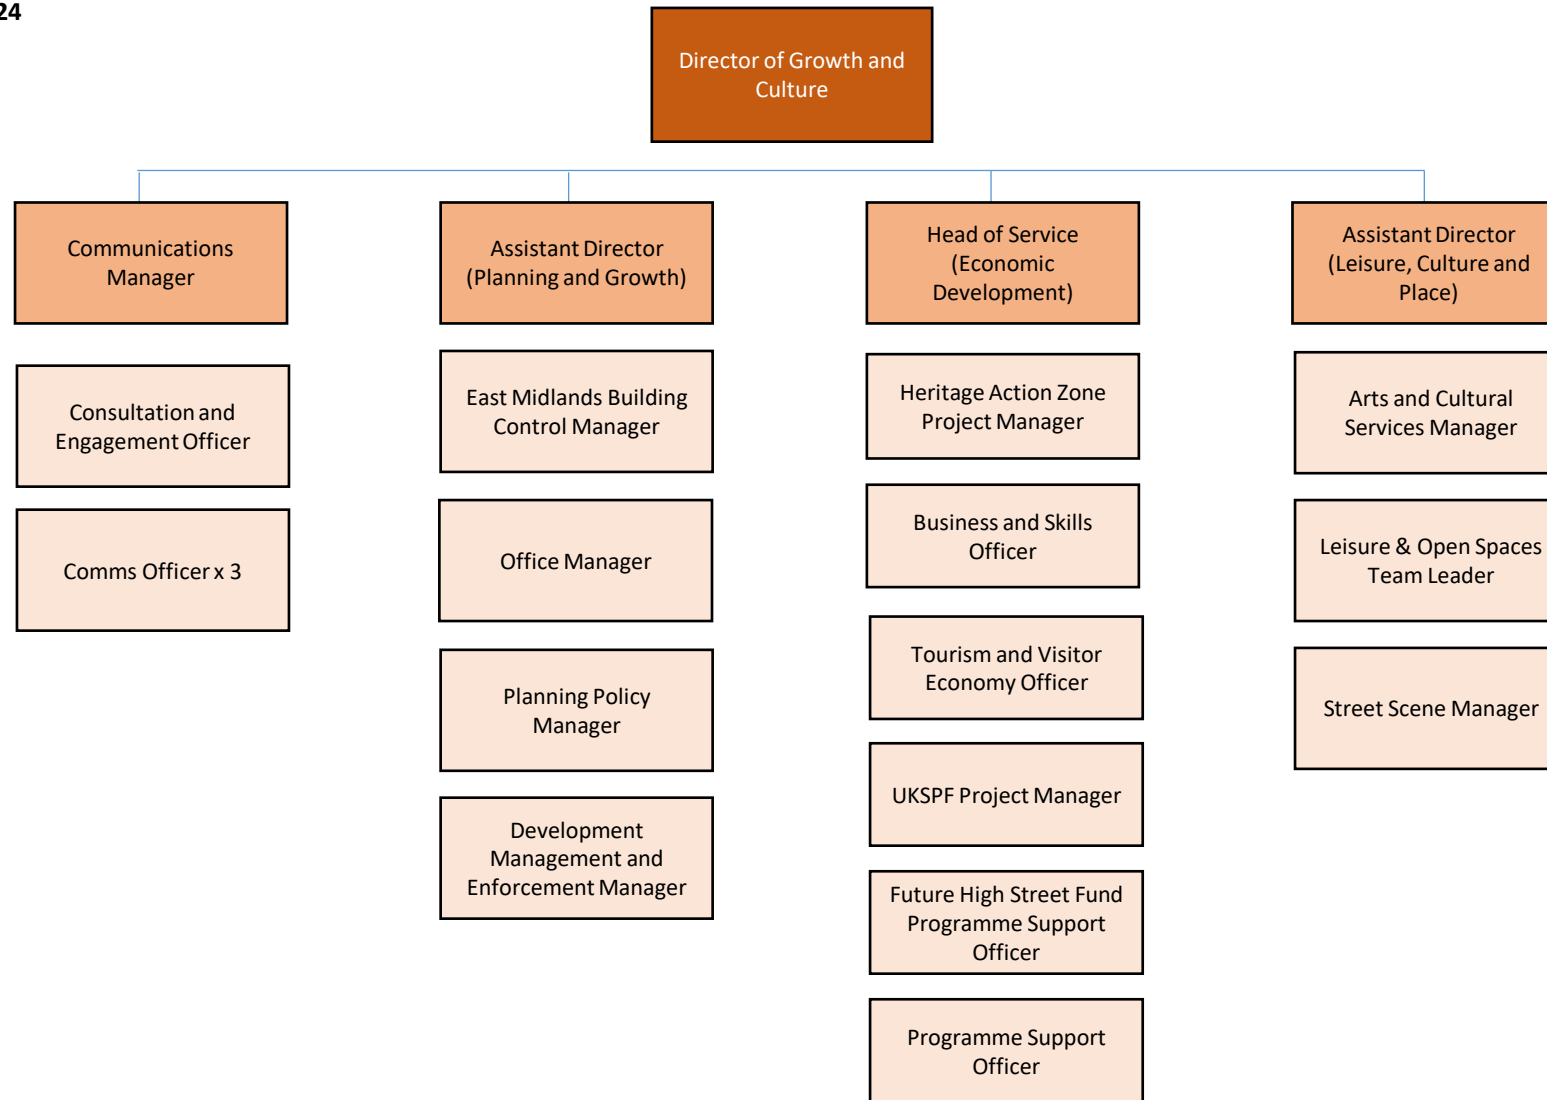 24
Director of Growth and
Culture
Communications
Manager
Consultation and
Engagement Officer
Comms Officer x 3
Assistant Director
(Planning and Growth)
East Midlands Building
Control Manager
Office Manager
Planning Policy
Manager
Development
Management and
Enforcement Manager
Head of Service
(Economic
Development)
Heritage Action Zone
Project Manager
Business and Skills
Officer
Tourism and Visitor
Economy Officer
UKSPF Project Manager
Future High Street Fund
Programme Support
Officer
Programme Support
Officer
Assistant Director
(Leisure, Culture and
Place)
Arts and Cultural
Services Manager
Leisure & Open Spaces
Team Leader
Street Scene Manager